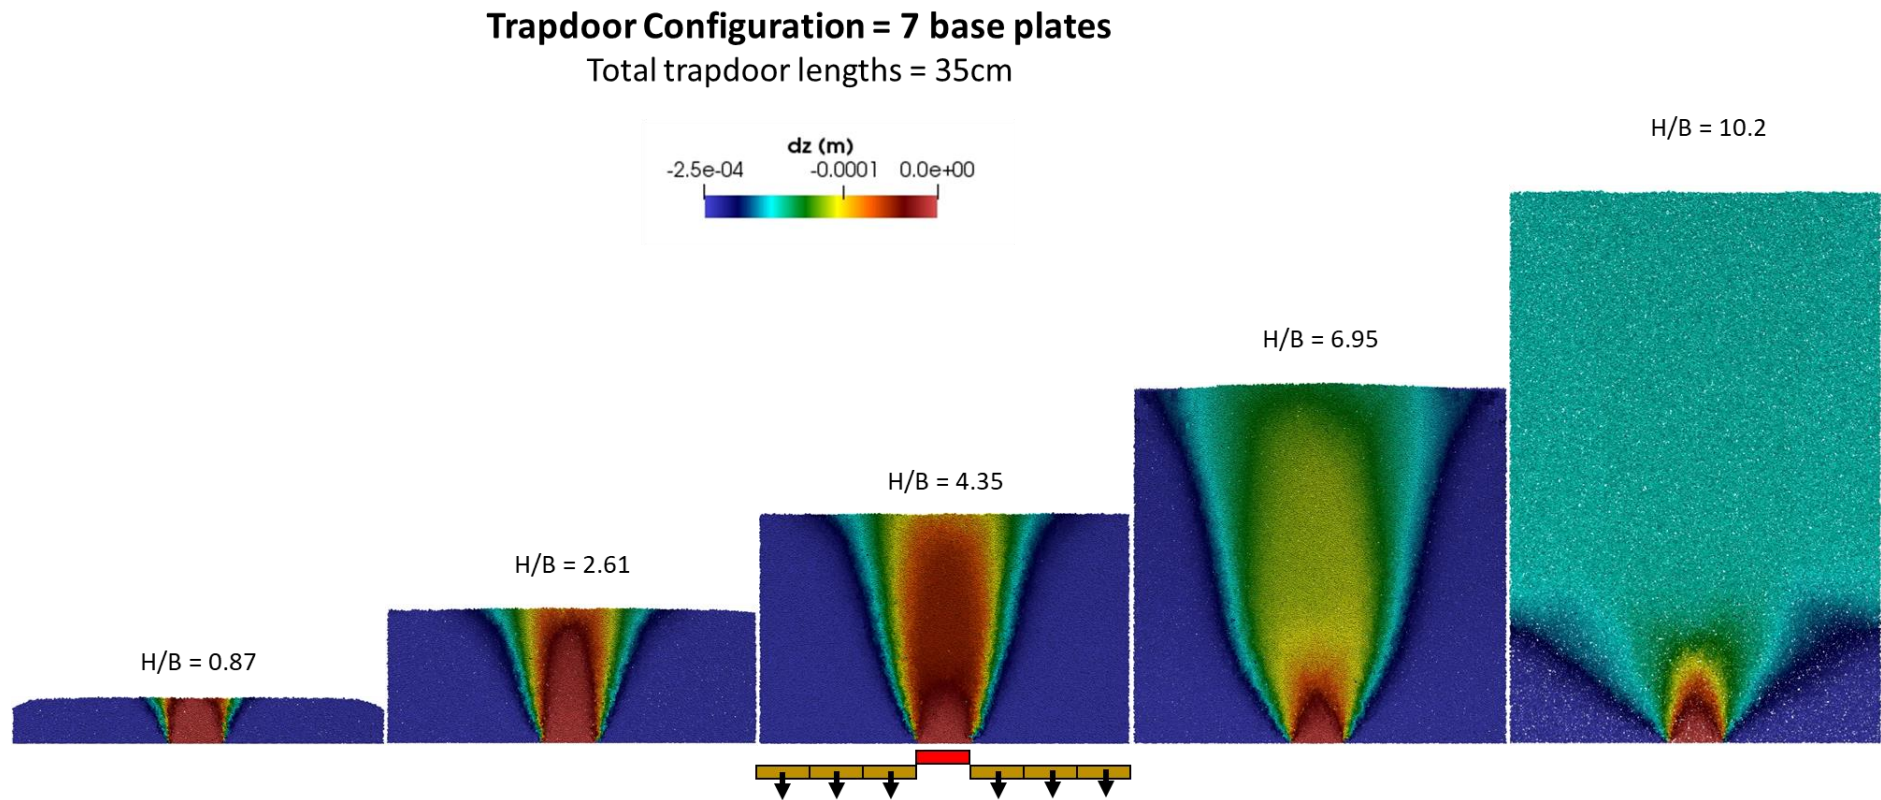 Trapdoor Configuration = 7 base plates
Total trapdoor lengths = 35cm
dz (m)
-2.5e-04 -0.0001 0.0e+00
H/B = 10.2
H/B = 6.95
H/B = 4.35
H/B = 2.61
H/B = 0.87